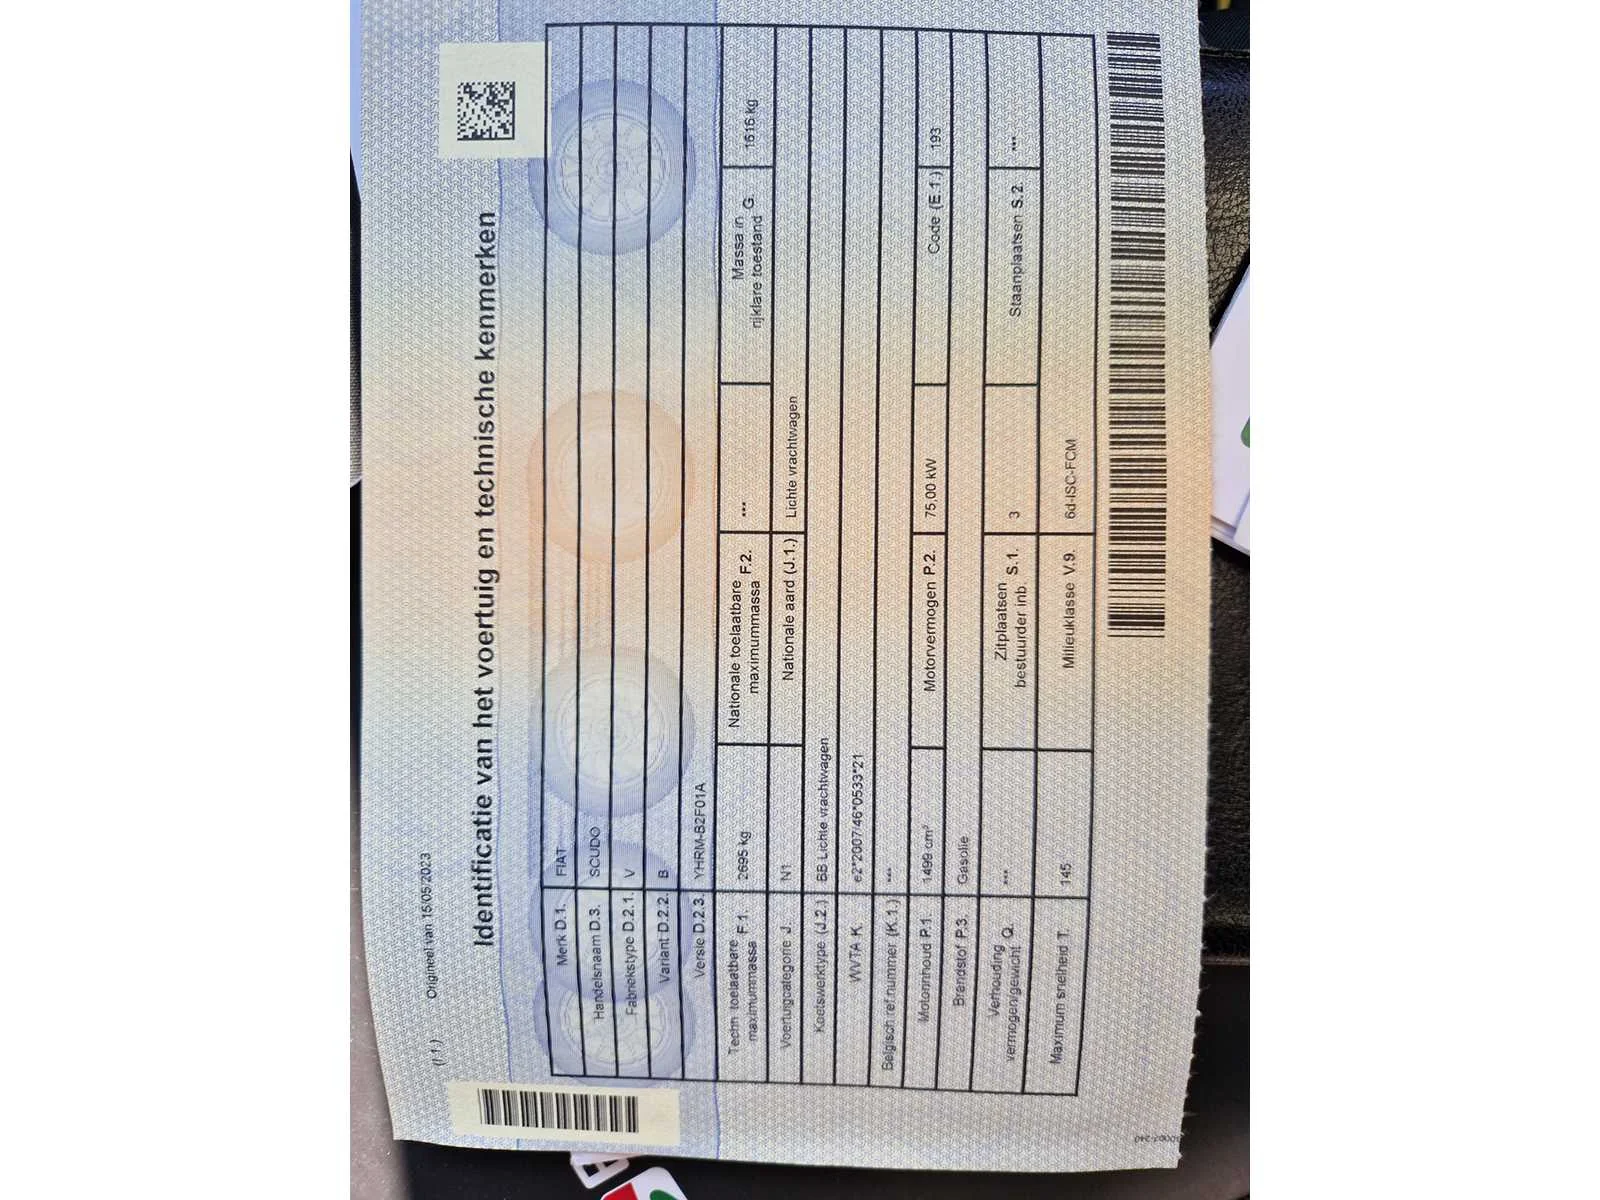 (I.1.) Origineel van 15/05/2023
Identificatie van het voertuig en technische kenmerken
Merk D.1. FIAT
Handelsnaam D.3. SCUDO
Fabriekstype D.2.1. V
Variant D.2.2. B
Versie D.2.3. YHRM-B2F01A
Techn. toelaatbare maximummassa F.1. 2695 kg Nationale toelaatbare maximummassa F.2. *** Massa in rijklare toestand G. 1616 kg
Voertuigcategorie J. N1 Nationale aard (J.1.) Lichte vrachtwagen
Koetswerktype (J.2.) BB Lichte vrachtwagen
WVTA K. e2*2007/46*0533*21
Belgisch ref.nummer (K.1.) ***
Motorinhoud P.1. 1499 cm³ Motorvermogen P.2. 75,00 kW Code (E.1.) 193
Brandstof P.3. Gasolie
Verhouding vermogen/gewicht Q. *** Zitplaatsen bestuurder inb. S.1. 3 Staanplaatsen S.2. ***
Maximum snelheid T. 145 Milieuklasse V.9. 6d-ISC-FCM